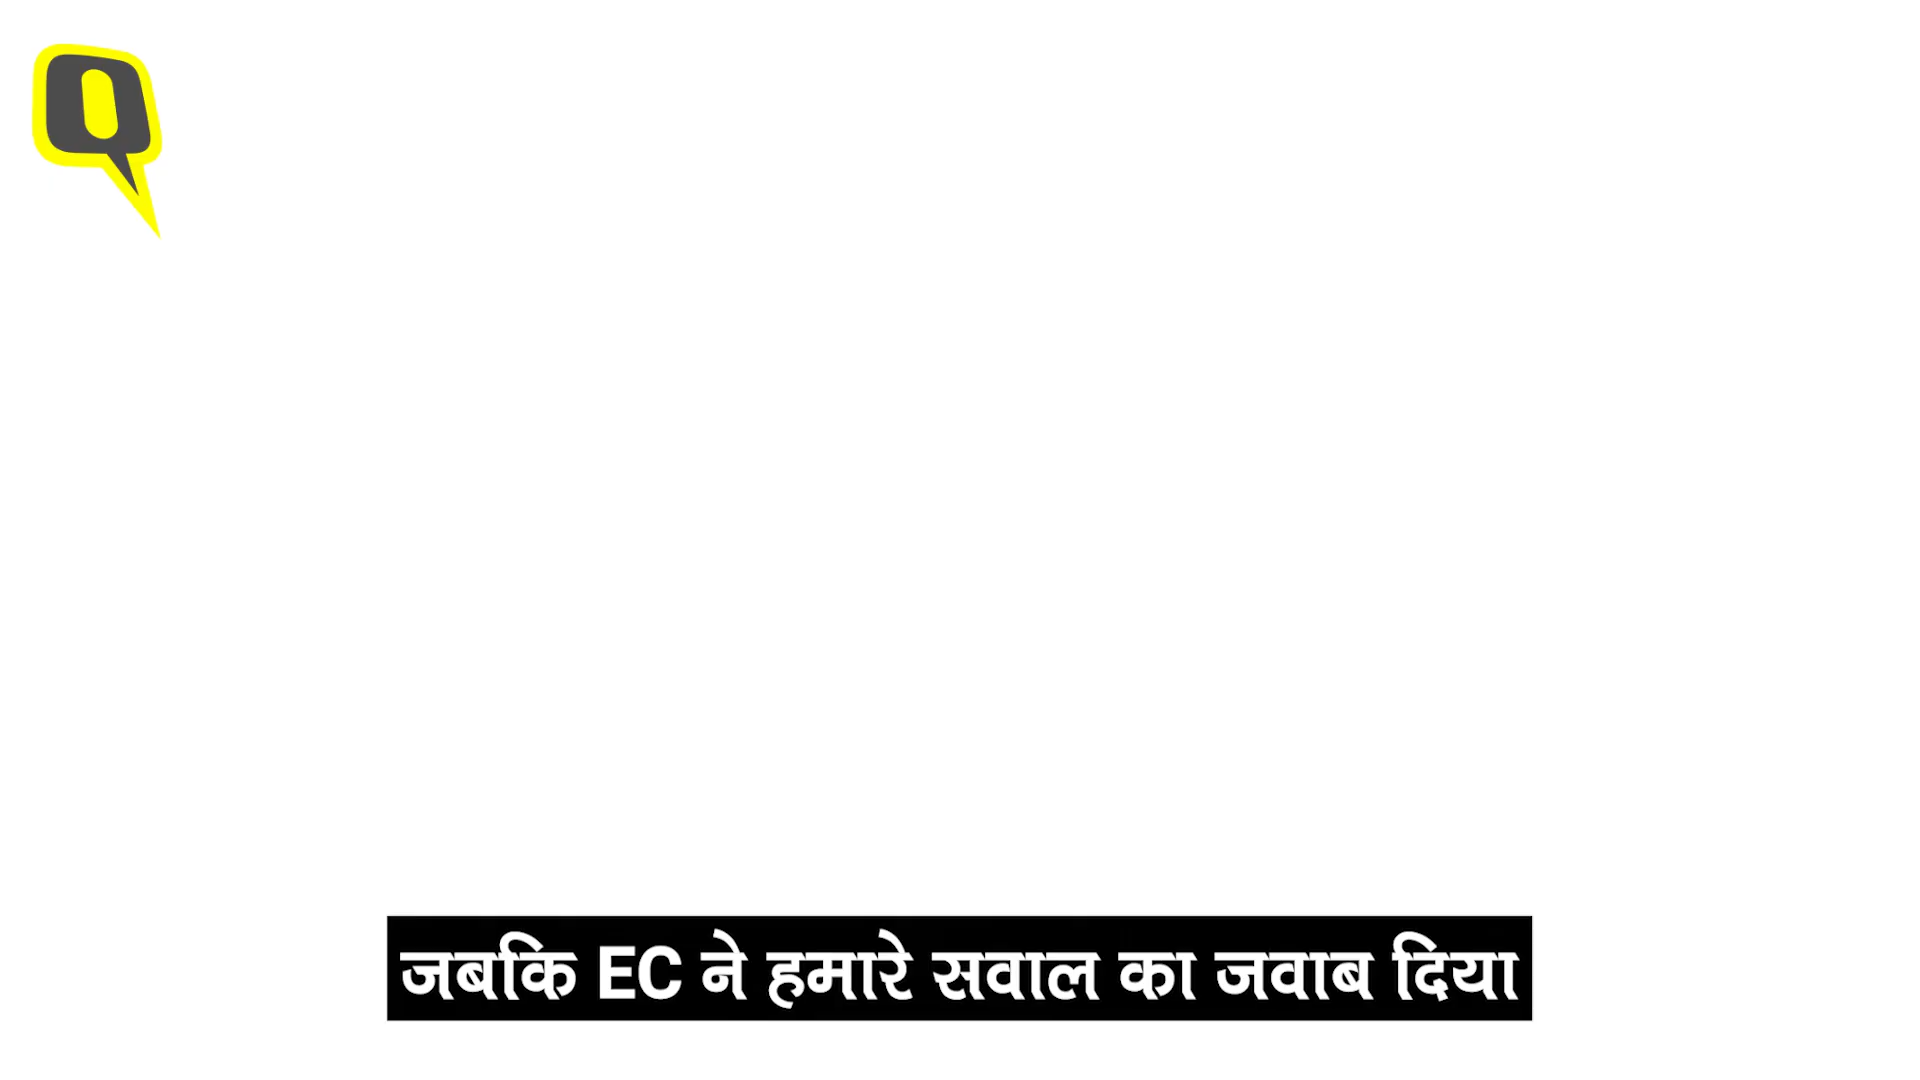 Q
जबकि EC ने हमारे सवाल का जवाब दिया